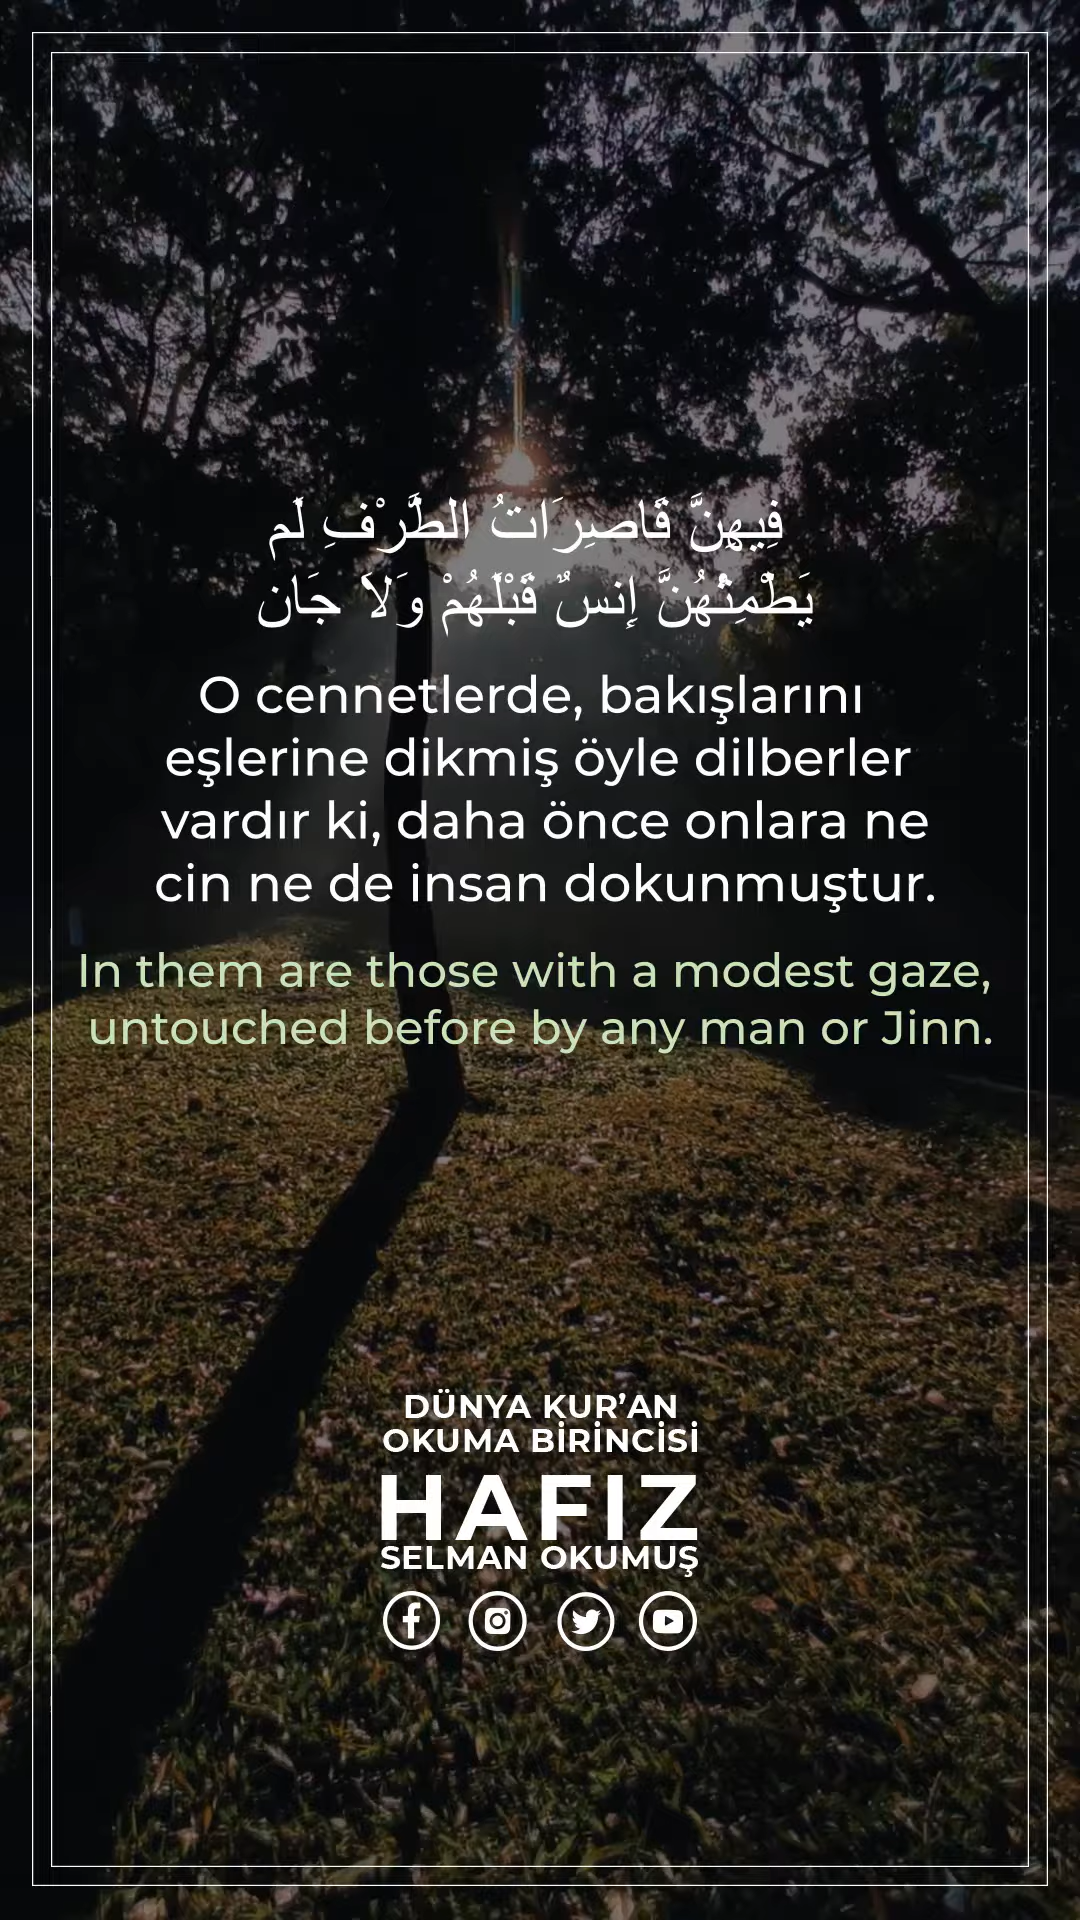 فِيهِنَّ قَاصِرَاتُ الطَّرْفِ لَم
يَطْمِثْهُنَّ إِنسٌ قَبْلَهُمْ وَلَا جَان
O cennetlerde, bakışlarını
eşlerine dikmiş öyle dilberler
vardır ki, daha önce onlara ne
cin ne de insan dokunmuştur.
In them are those with a modest gaze,
untouched before by any man or Jinn.
DÜNYA KUR’AN
OKUMA BİRİNCİSİ
HAFIZ
SELMAN OKUMUŞ